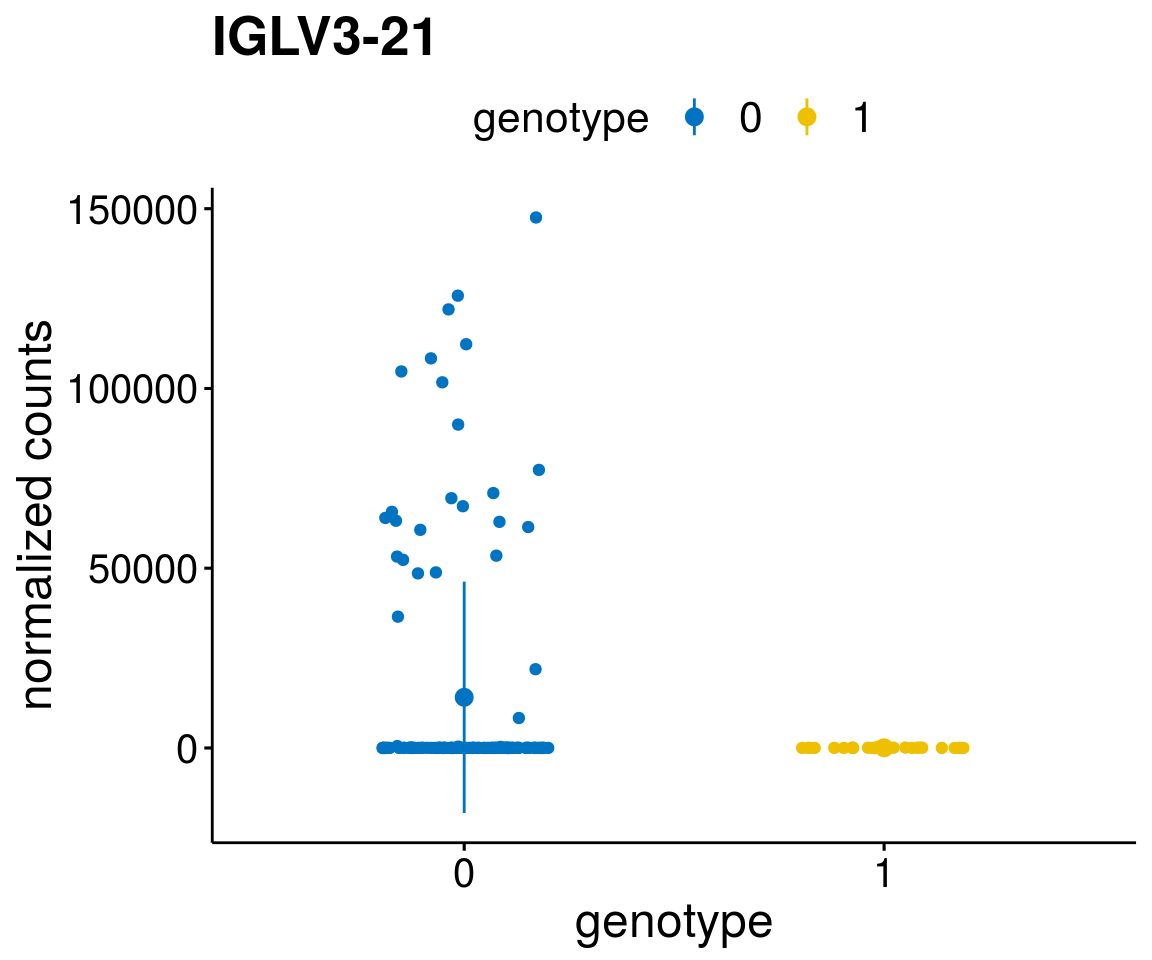 IGLV3-21
genotype 0 1
150000
100000
50000
0
normalized counts
0 1
genotype